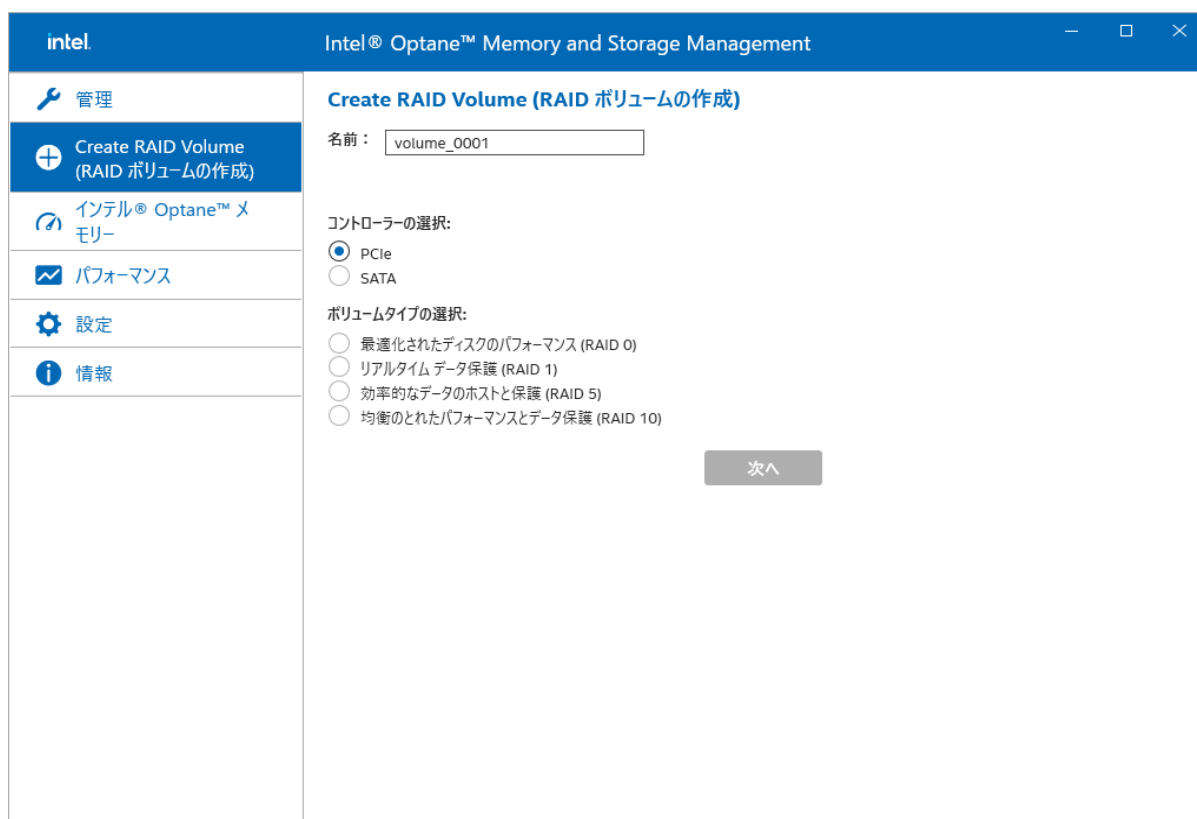 intel.
Intel® Optane™ Memory and Storage Management
管理
Create RAID Volume
(RAID ボリュームの作成)
インテル® Optane™ メ
モリー
パフォーマンス
設定
情報
Create RAID Volume (RAID ボリュームの作成)
名前： volume_0001
コントローラーの選択:
PCIe
SATA
ボリュームタイプの選択:
最適化されたディスクのパフォーマンス (RAID 0)
リアルタイム データ保護 (RAID 1)
効率的なデータのホストと保護 (RAID 5)
均衡のとれたパフォーマンスとデータ保護 (RAID 10)
次へ